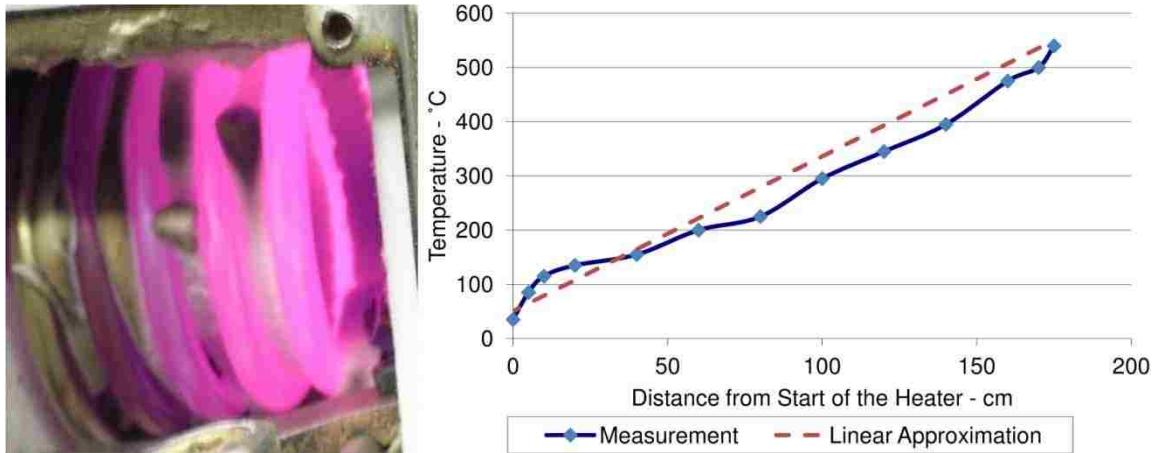 600
500
400
300
200
100
0
Temperature - ˚C
0 50 100 150 200
Distance from Start of the Heater - cm
Measurement Linear Approximation